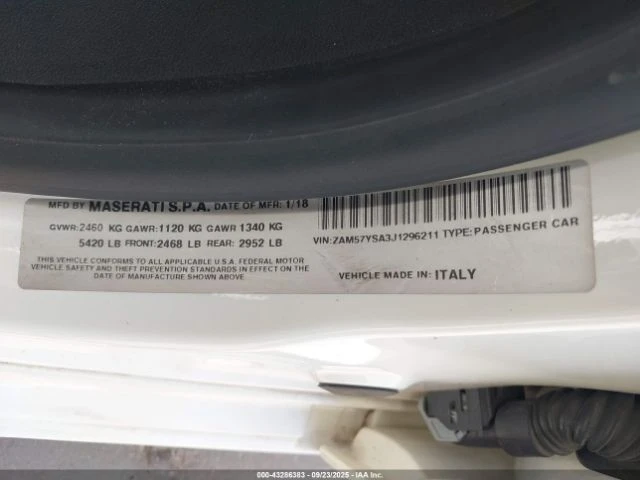 MFD BY MASERATI S.P.A. DATE OF MFR: 1/18
GVWR: 2460 KG GAWR: 1120 KG GAWR 1340 KG
5420 LB FRONT: 2468 LB REAR: 2952 LB
THIS VEHICLE CONFORMS TO ALL APPLICABLE U.S.A. FEDERAL MOTOR
VEHICLE SAFETY AND THEFT PREVENTION STANDARDS IN EFFECT ON THE DATE
OF MANUFACTURE SHOWN ABOVE
VIN: ZAM57YSA3J1296211 TYPE: PASSENGER CAR
VEHICLE MADE IN: ITALY
000-43286383 - 09/23/2025 - Copyright © IAA, LLC